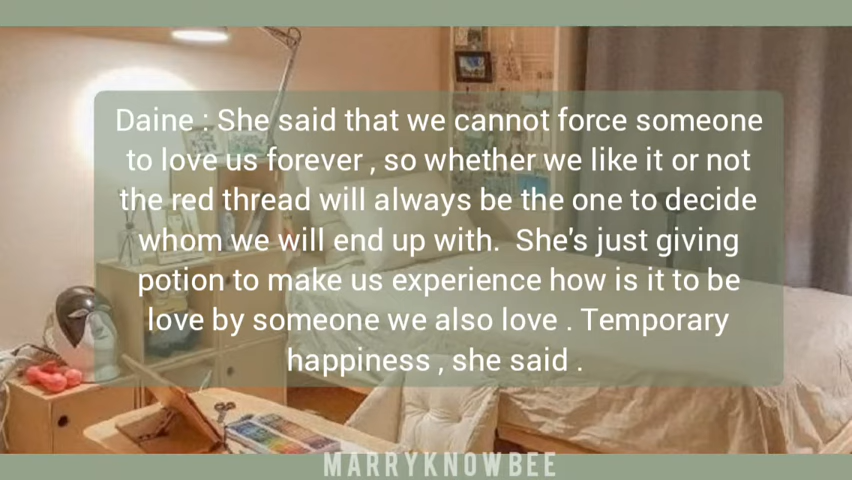 Daine : She said that we cannot force someone
to love us forever , so whether we like it or not
the red thread will always be the one to decide
whom we will end up with.  She's just giving
potion to make us experience how is it to be
love by someone we also love . Temporary
happiness , she said .
MARRYKNOWBEE